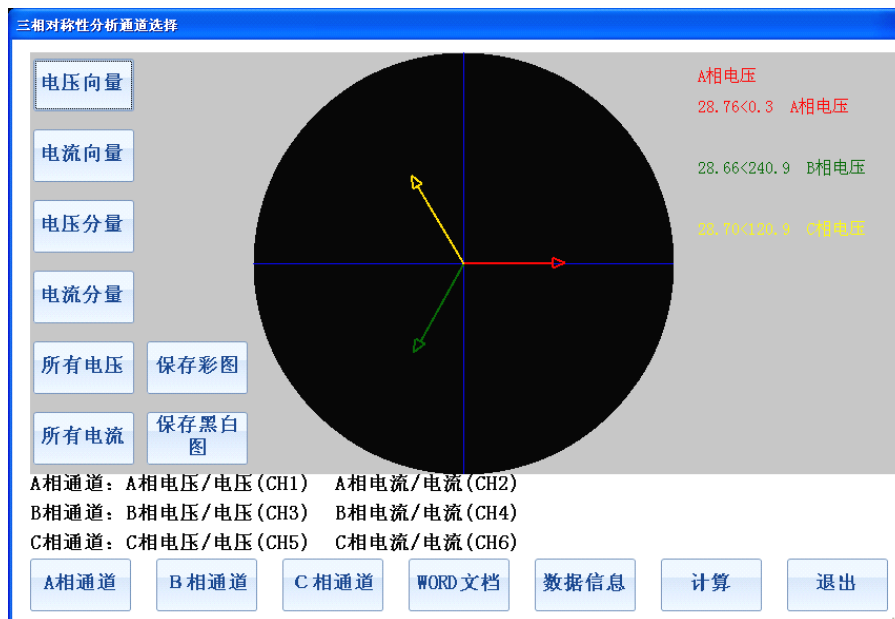 三相对称性分析通道选择
电压向量
电流向量
电压分量
电流分量
所有电压
保存彩图
所有电流
保存黑白
图
A相电压
28.76<0.3 A相电压
28.66<240.9 B相电压
28.70<120.9 C相电压
A相通道：A相电压/电压(CH1) A相电流/电流(CH2)
B相通道：B相电压/电压(CH3) B相电流/电流(CH4)
C相通道：C相电压/电压(CH5) C相电流/电流(CH6)
A相通道
B相通道
C相通道
WORD文档
数据信息
计算
退出